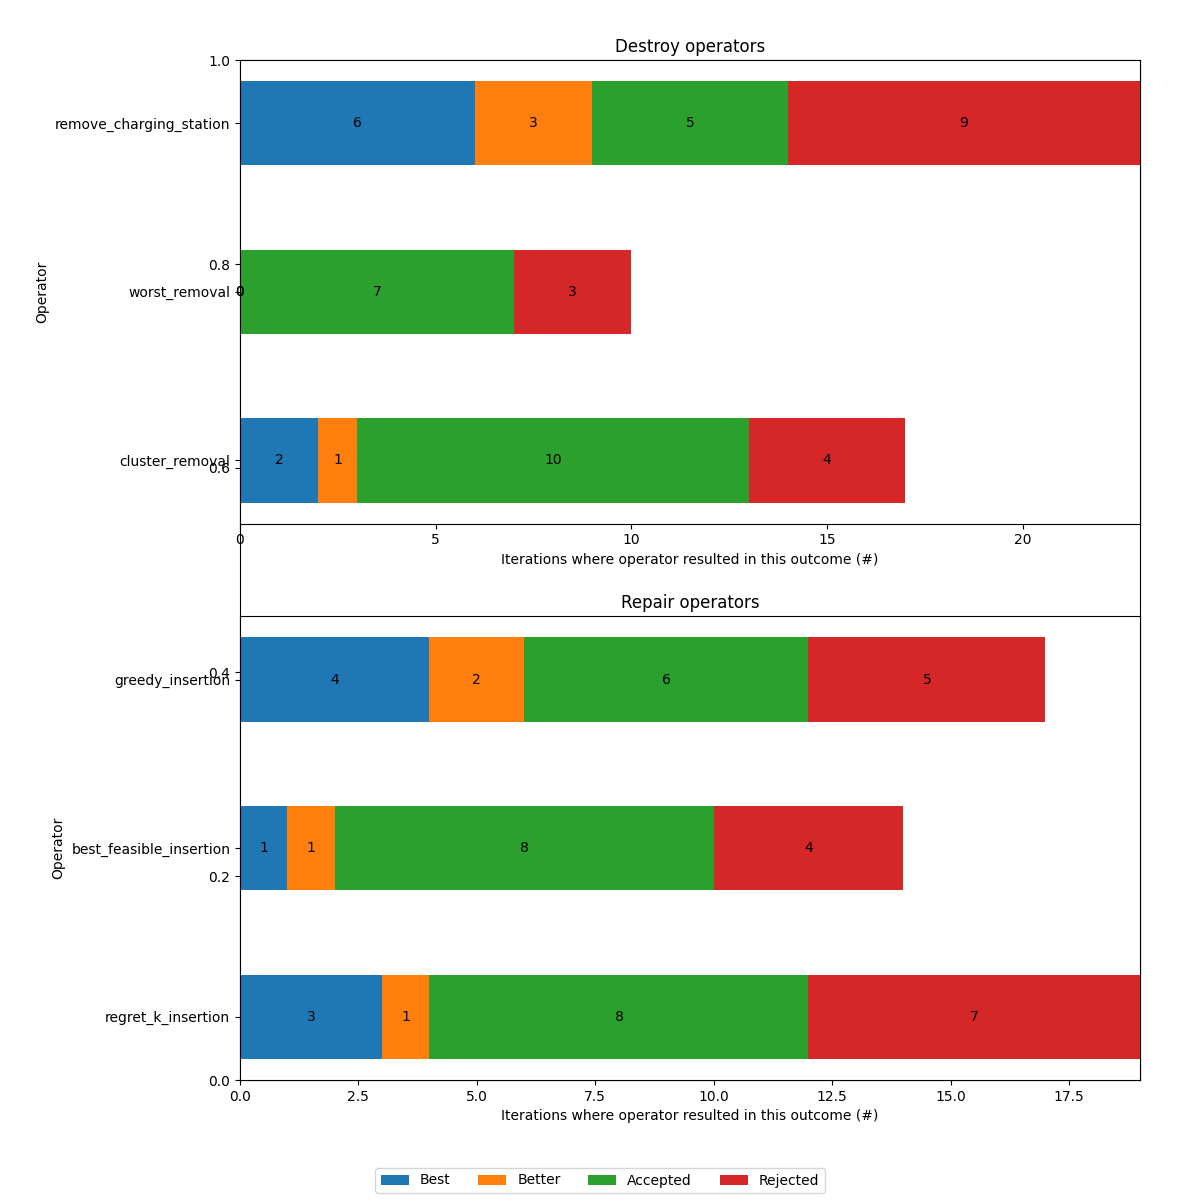 Destroy operators
1.0
remove_charging_station 6 3 5 9
0.8
worst_removal 0 7 3
Operator
cluster_removal 2 1 10 4
0.6
0 5 10 15 20
Iterations where operator resulted in this outcome (#)
Repair operators
0.4
greedy_insertion 4 2 6 5
Operator
best_feasible_insertion 1 1 8 4
0.2
regret_k_insertion 3 1 8 7
0.0
0.0 2.5 5.0 7.5 10.0 12.5 15.0 17.5
Iterations where operator resulted in this outcome (#)
Best Better Accepted Rejected